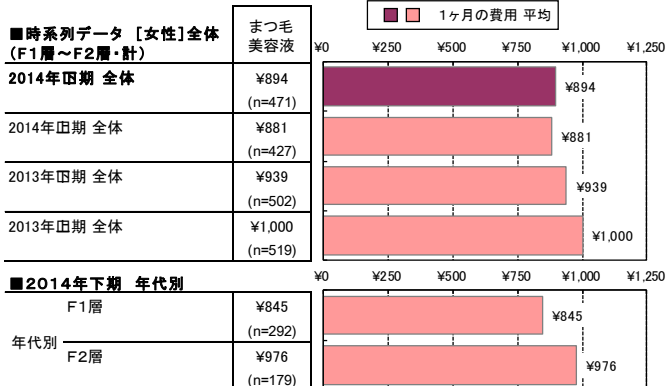 1ヶ月の費用 平均
■時系列データ [女性]全体
(F1層～F2層・計)
まつ毛
美容液
¥0 ¥250 ¥500 ¥750 ¥1,000 ¥1,250
2014年下期 全体
¥894
(n=471)
¥894
2014年上期 全体
¥881
(n=427)
¥881
2013年下期 全体
¥939
(n=502)
¥939
2013年上期 全体
¥1,000
(n=519)
¥1,000
■2014年下期 年代別
¥0 ¥250 ¥500 ¥750 ¥1,000 ¥1,250
年代別
F1層
¥845
(n=292)
¥845
F2層
¥976
(n=179)
¥976